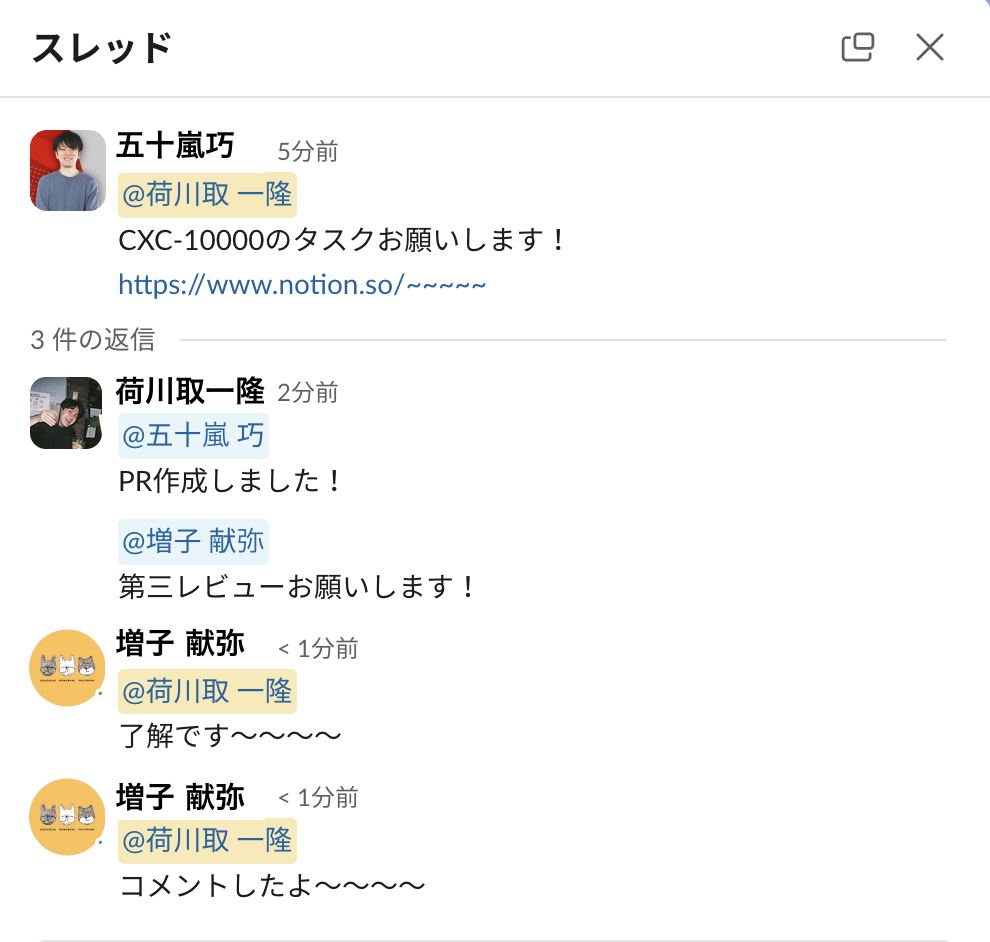 スレッド
五十嵐巧 5分前
@荷川取 一隆
CXC-10000のタスクお願いします！
https://www.notion.so/~~~~~
3 件の返信
荷川取一隆 2分前
@五十嵐 巧
PR作成しました！
@増子 献弥
第三レビューお願いします！
増子 献弥 < 1分前
@荷川取 一隆
了解です〜〜〜〜
増子 献弥 < 1分前
@荷川取 一隆
コメントしたよ〜〜〜〜